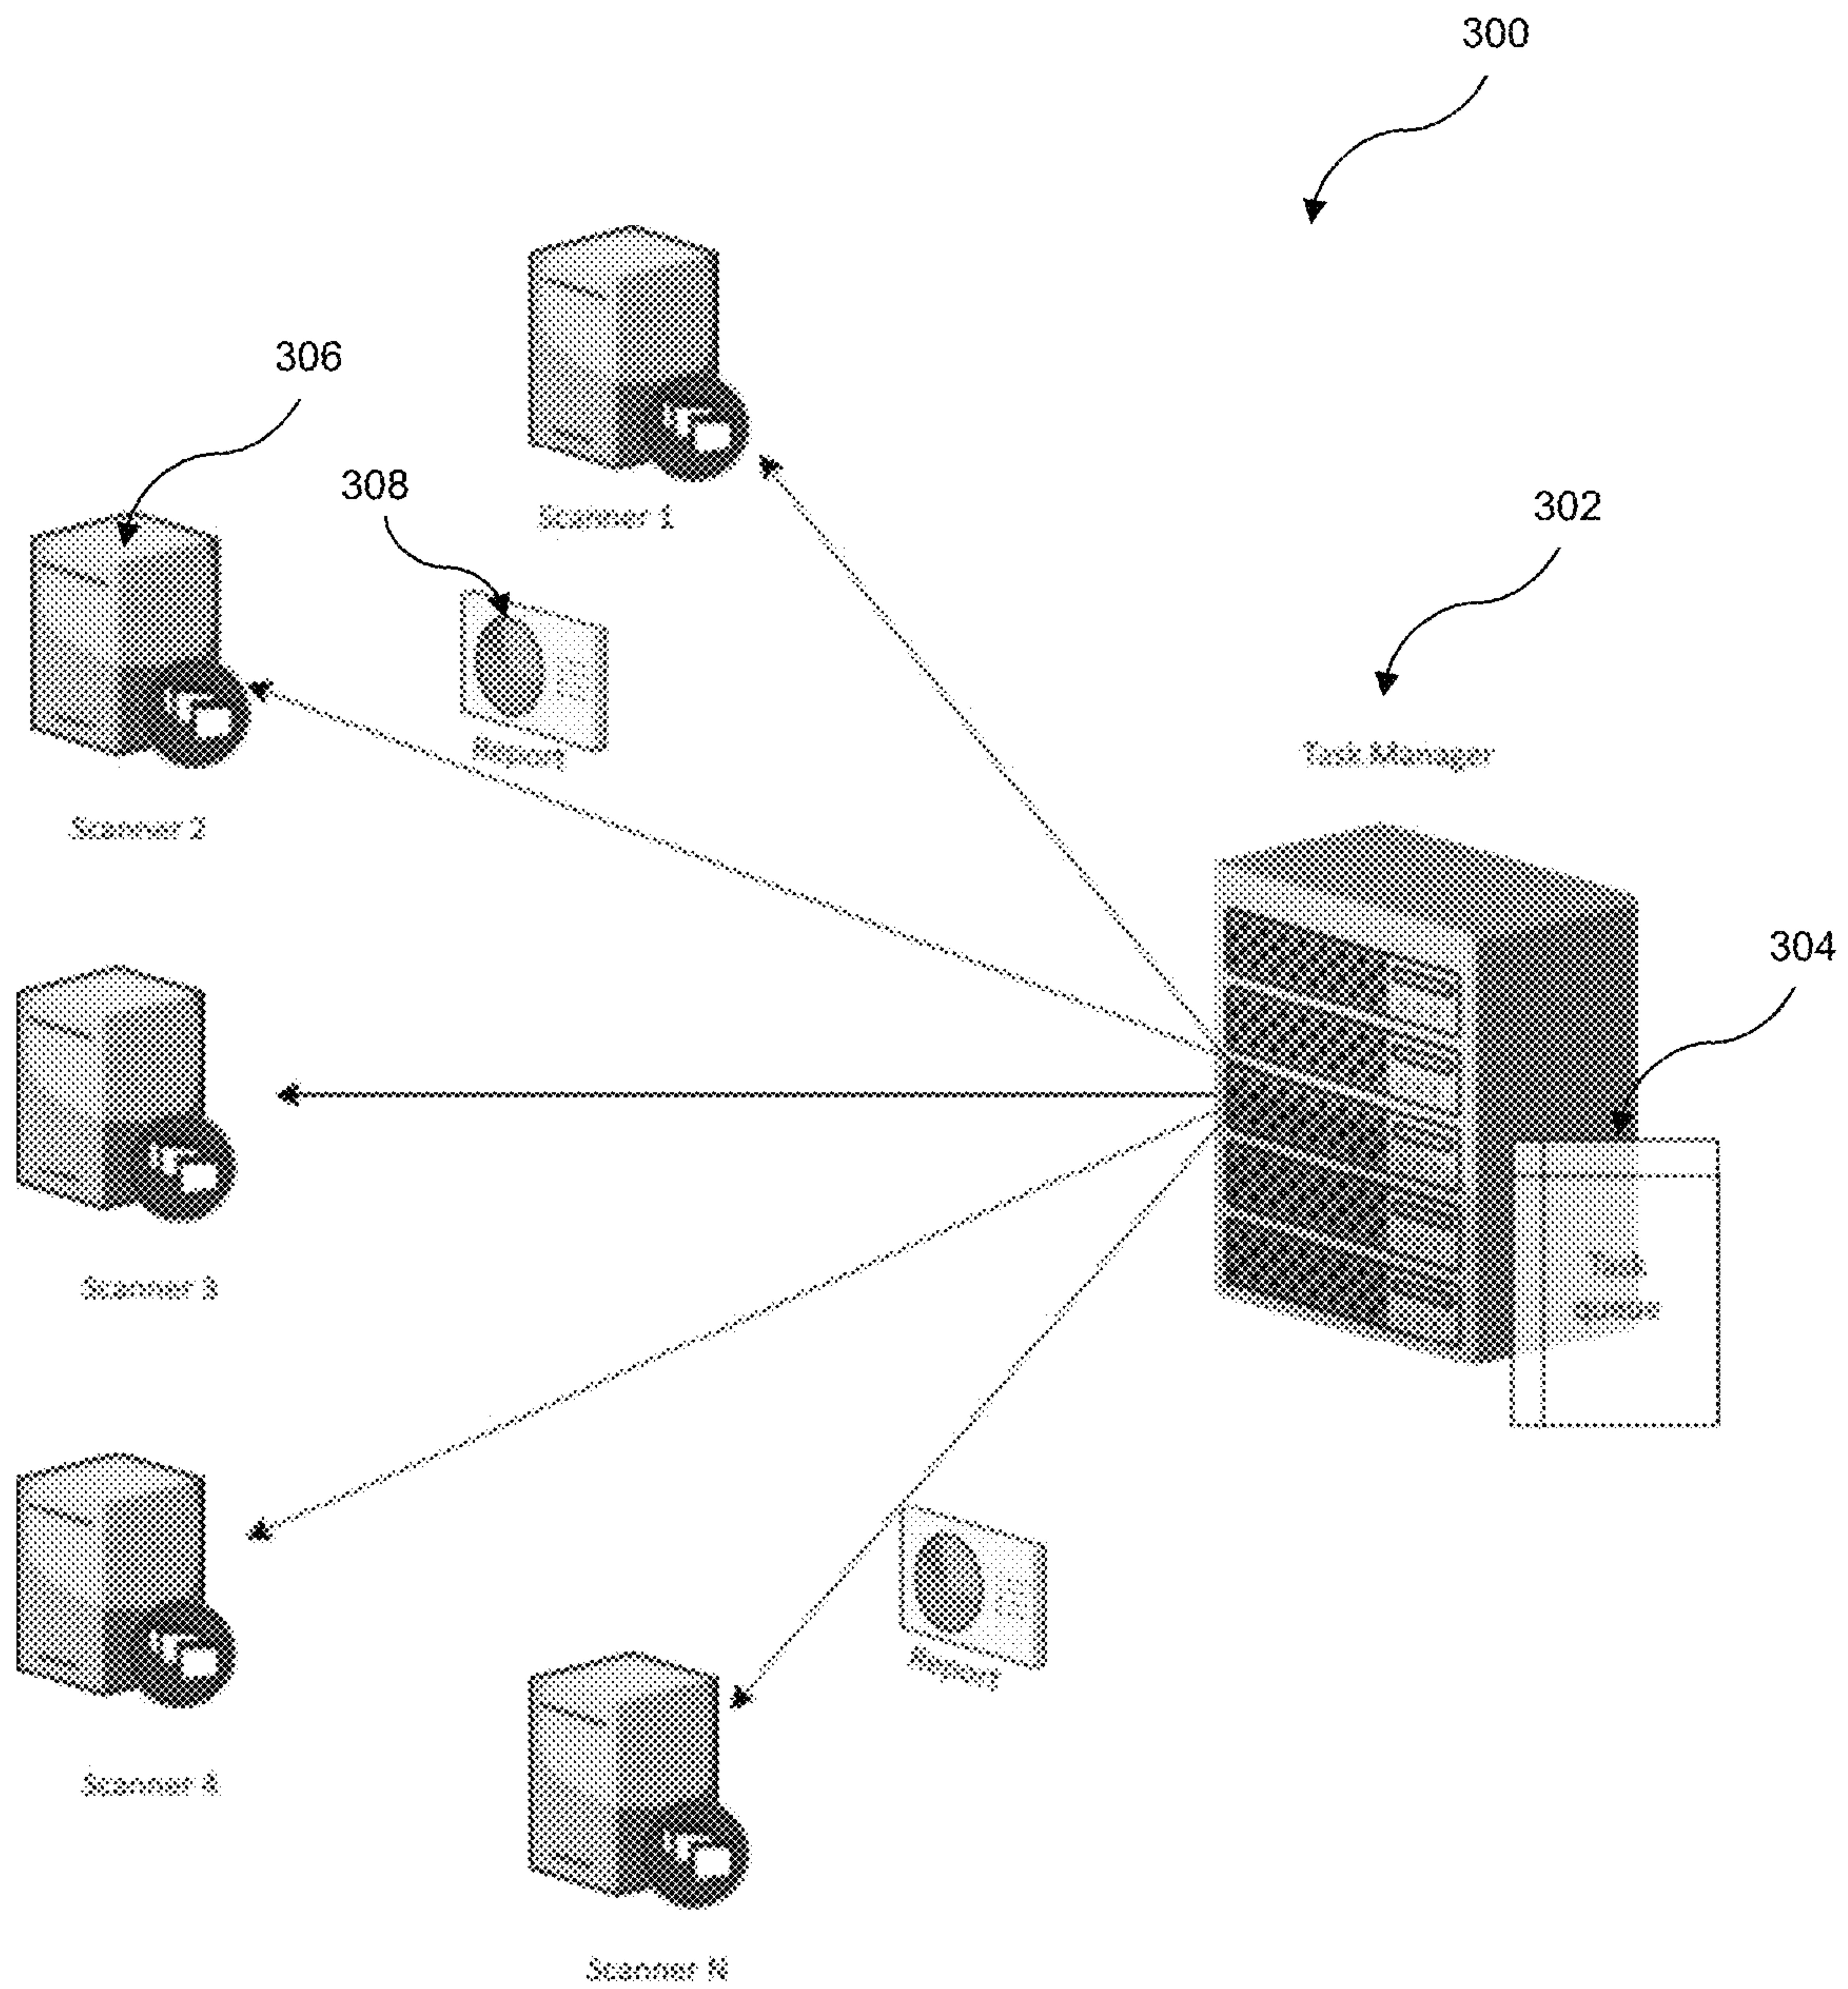 300
306
308
Scanner 1
302
Report
Task Manager
Scanner 2
304
Task
Queue
Scanner 3
Report
Scanner 4
Scanner N